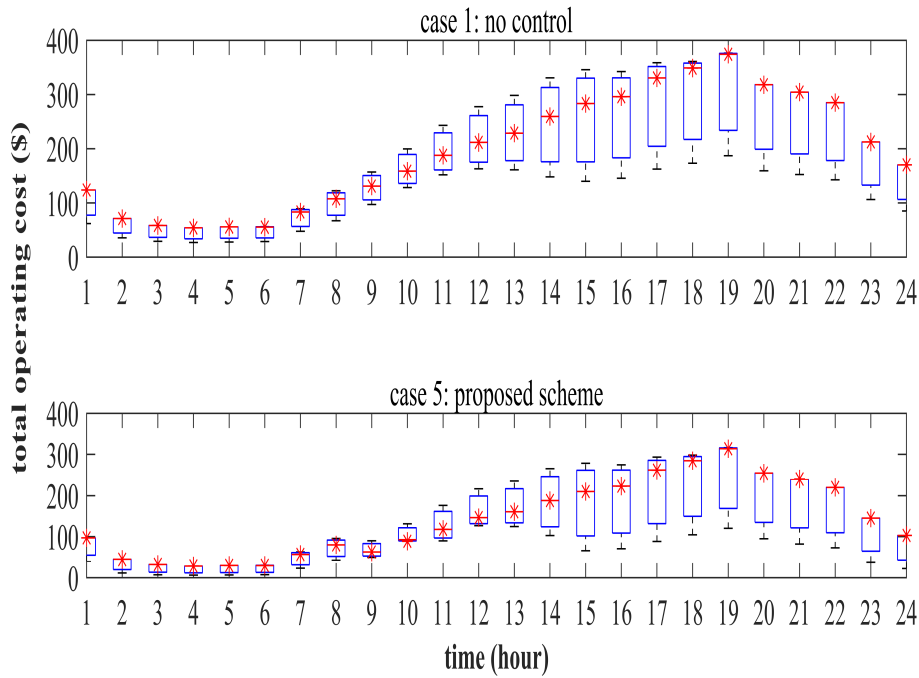 case 1: no control
400
300
200
100
0
1 2 3 4 5 6 7 8 9 10 11 12 13 14 15 16 17 18 19 20 21 22 23 24
total operating cost ($)
case 5: proposed scheme
400
300
200
100
0
1 2 3 4 5 6 7 8 9 10 11 12 13 14 15 16 17 18 19 20 21 22 23 24
time (hour)